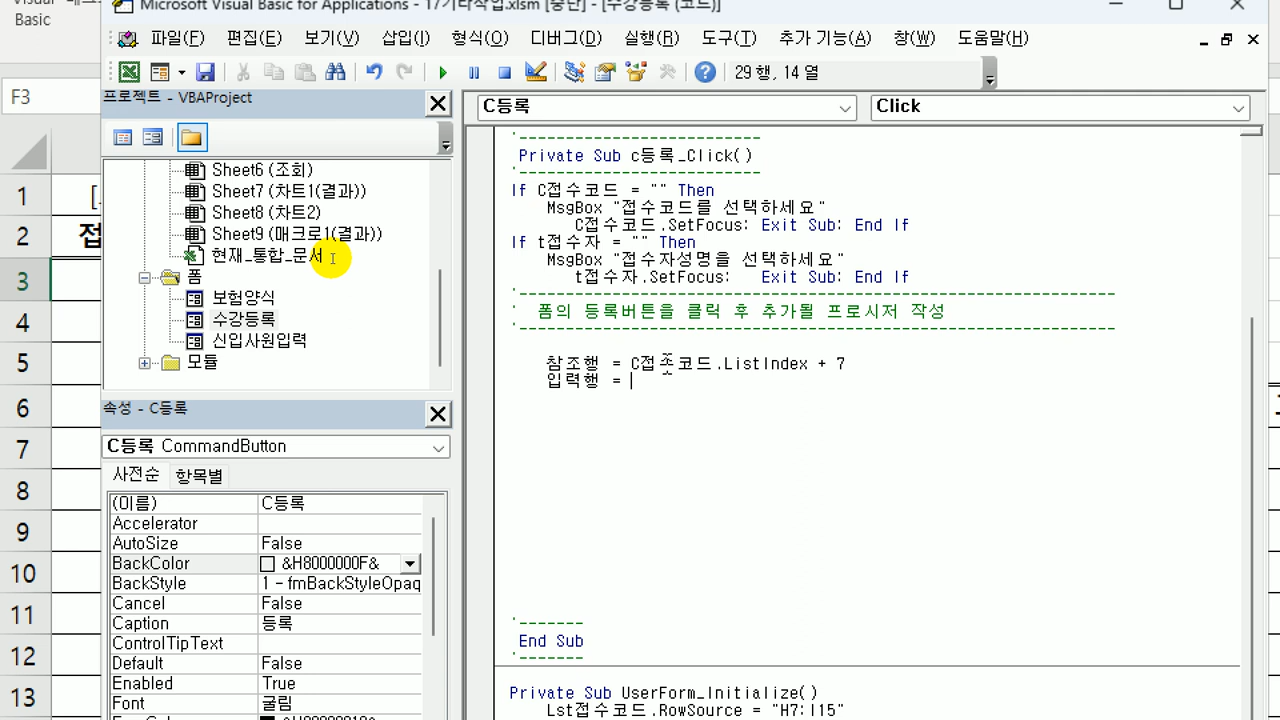 Basic
Microsoft Visual Basic for Applications - 17기타작업.xlsm [중단] - [수강등록 (코드)]
파일(F) 편집(E) 보기(V) 삽입(I) 형식(O) 디버그(D) 실행(R) 도구(T) 추가 기능(A) 창(W) 도움말(H)
29 행, 14 열
F3
프로젝트 - VBAProject
C등록 Click
Sheet6 (조회)
Sheet7 (차트1(결과))
Sheet8 (차트2)
Sheet9 (매크로1(결과))
현재_통합_문서
폼
보험양식
수강등록
신입사원입력
모듈
속성 - C등록
C등록 CommandButton
사전순 항목별
(이름) C등록
Accelerator
AutoSize False
BackColor &H8000000F&
BackStyle 1 - fmBackStyleOpaq
Cancel False
Caption 등록
ControlTipText
Default False
Enabled True
Font 굴림
'--------------------------
Private Sub c등록_Click()
'--------------------------
If C접수코드 = "" Then
MsgBox "접수코드를 선택하세요"
C접수코드.SetFocus: Exit Sub: End If
If t접수자 = "" Then
MsgBox "접수자성명을 선택하세요"
t접수자.SetFocus: Exit Sub: End If
'----------------------------------------------------------------
' 폼의 등록버튼을 클릭 후 추가될 프로시저 작성
'----------------------------------------------------------------
참조행 = C접수코드.ListIndex + 7
입력행 =
'-------
End Sub
'-------
Private Sub UserForm_Initialize()
Lst접수코드.RowSource = "H7:I15"
1
2
3
4
5
6
7
8
9
10
11
12
13
[
접